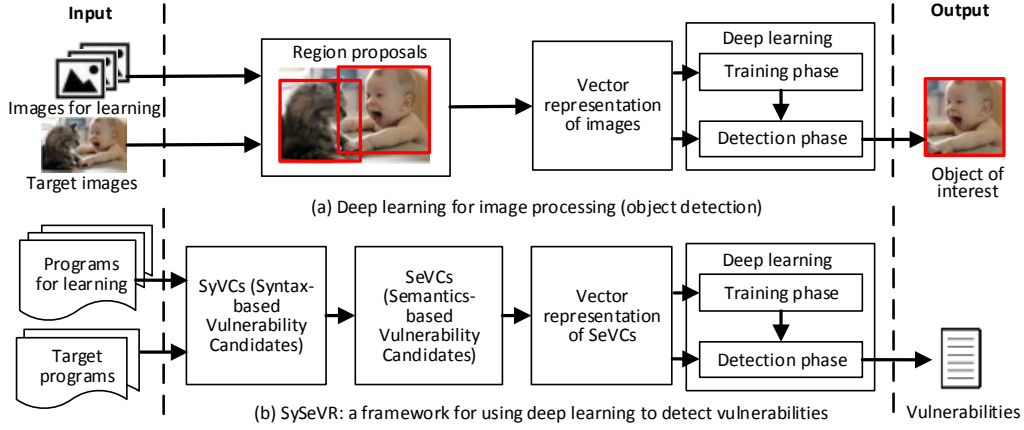 Input
Output
Region proposals
Images for learning
Target images
Vector
representation
of images
Deep learning
Training phase
Detection phase
Object of
interest
(a) Deep learning for image processing (object detection)
Programs
for learning
Target
programs
SyVCs (Syntax-
based
Vulnerability
Candidates)
SeVCs
(Semantics-
based
Vulnerability
Candidates)
Vector
representation
of SeVCs
Deep learning
Training phase
Detection phase
Vulnerabilities
(b) SySeVR: a framework for using deep learning to detect vulnerabilities